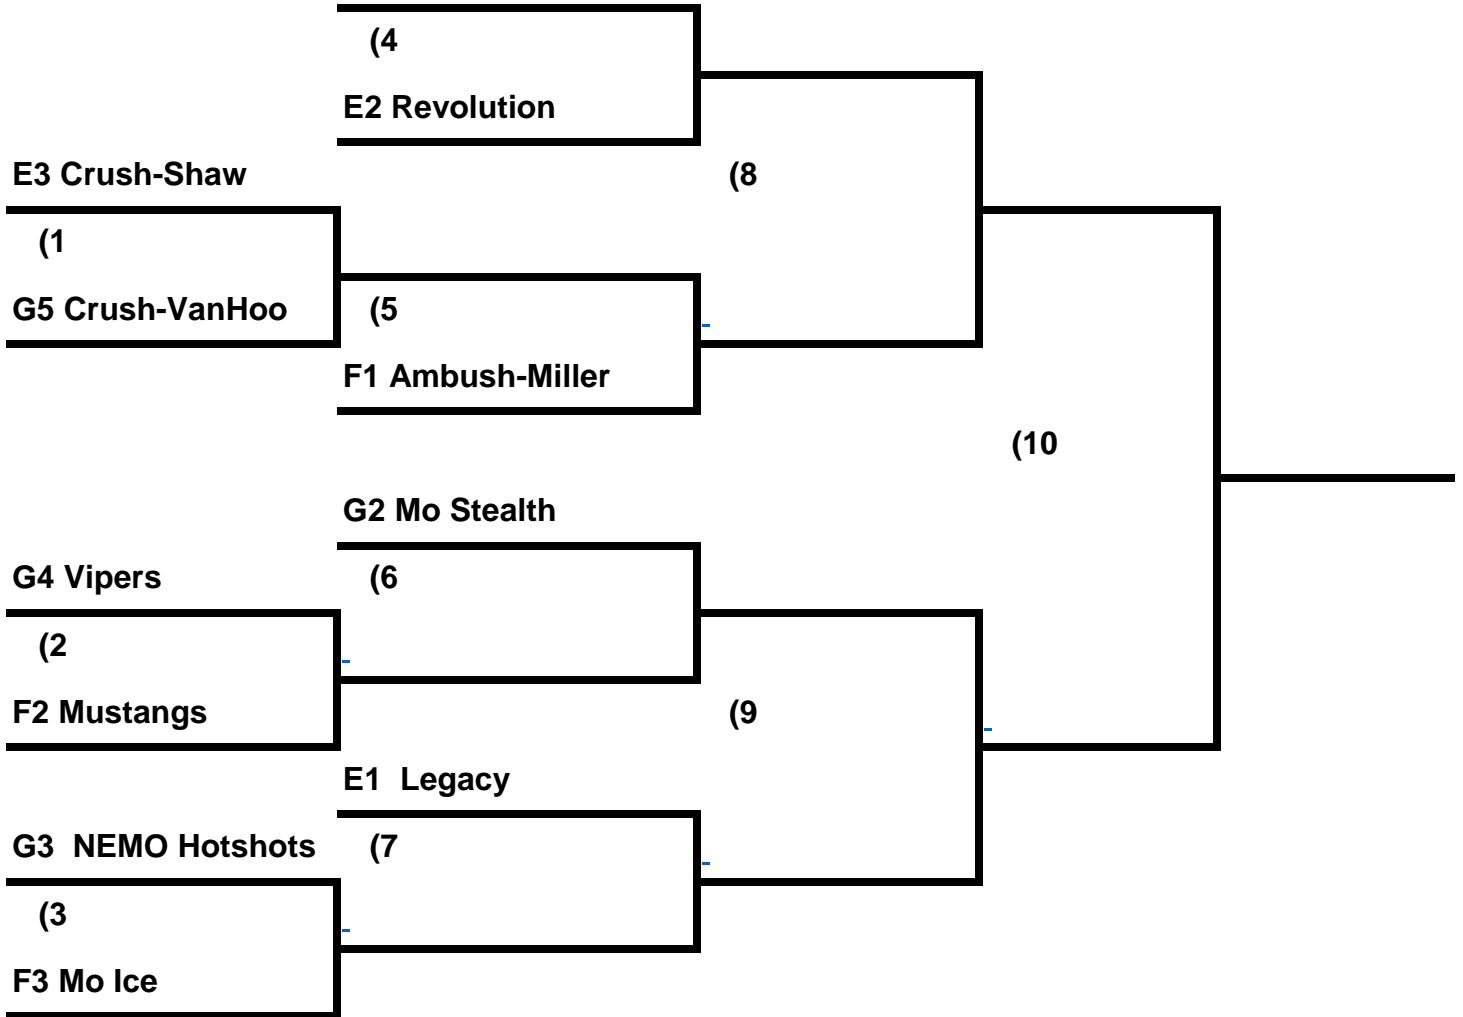 (4
E2 Revolution
E3 Crush-Shaw
(8
(1
G5 Crush-VanHoo
(5
F1 Ambush-Miller
(10
G2 Mo Stealth
G4 Vipers
(6
(2
F2 Mustangs
(9
E1  Legacy
G3  NEMO Hotshots
(7
(3
F3 Mo Ice